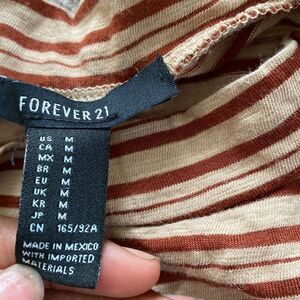 FOREVER 21
US M
CA M
MX M
BR M
EU M
UK M
KR M
JP M
CN 165/92A
MADE IN MEXICO
WITH IMPORTED
MATERIALS